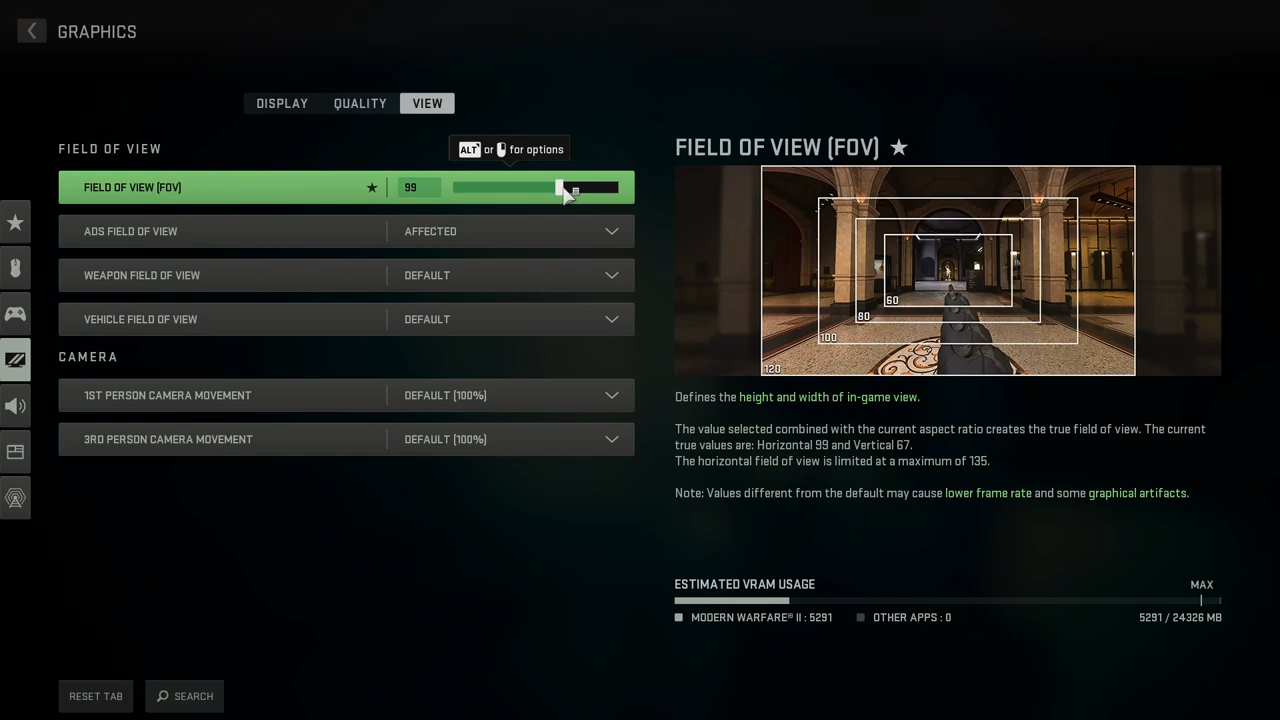 GRAPHICS
DISPLAY QUALITY VIEW
FIELD OF VIEW
ALT or for options
FIELD OF VIEW (FOV) ★ 99
ADS FIELD OF VIEW AFFECTED
WEAPON FIELD OF VIEW DEFAULT
VEHICLE FIELD OF VIEW DEFAULT
CAMERA
1ST PERSON CAMERA MOVEMENT DEFAULT (100%)
3RD PERSON CAMERA MOVEMENT DEFAULT (100%)
FIELD OF VIEW (FOV) ★
60
80
100
120
Defines the height and width of in-game view.
The value selected combined with the current aspect ratio creates the true field of view. The current
true values are: Horizontal 99 and Vertical 67.
The horizontal field of view is limited at a maximum of 135.
Note: Values different from the default may cause lower frame rate and some graphical artifacts.
ESTIMATED VRAM USAGE MAX
MODERN WARFARE® II : 5291 OTHER APPS : 0 5291 / 24326 MB
RESET TAB SEARCH